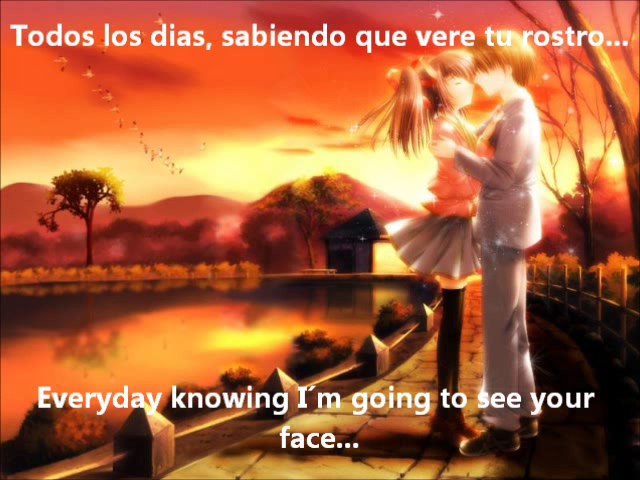 Todos los dias, sabiendo que vere tu rostro...
Everyday knowing I´m going to see your
face...